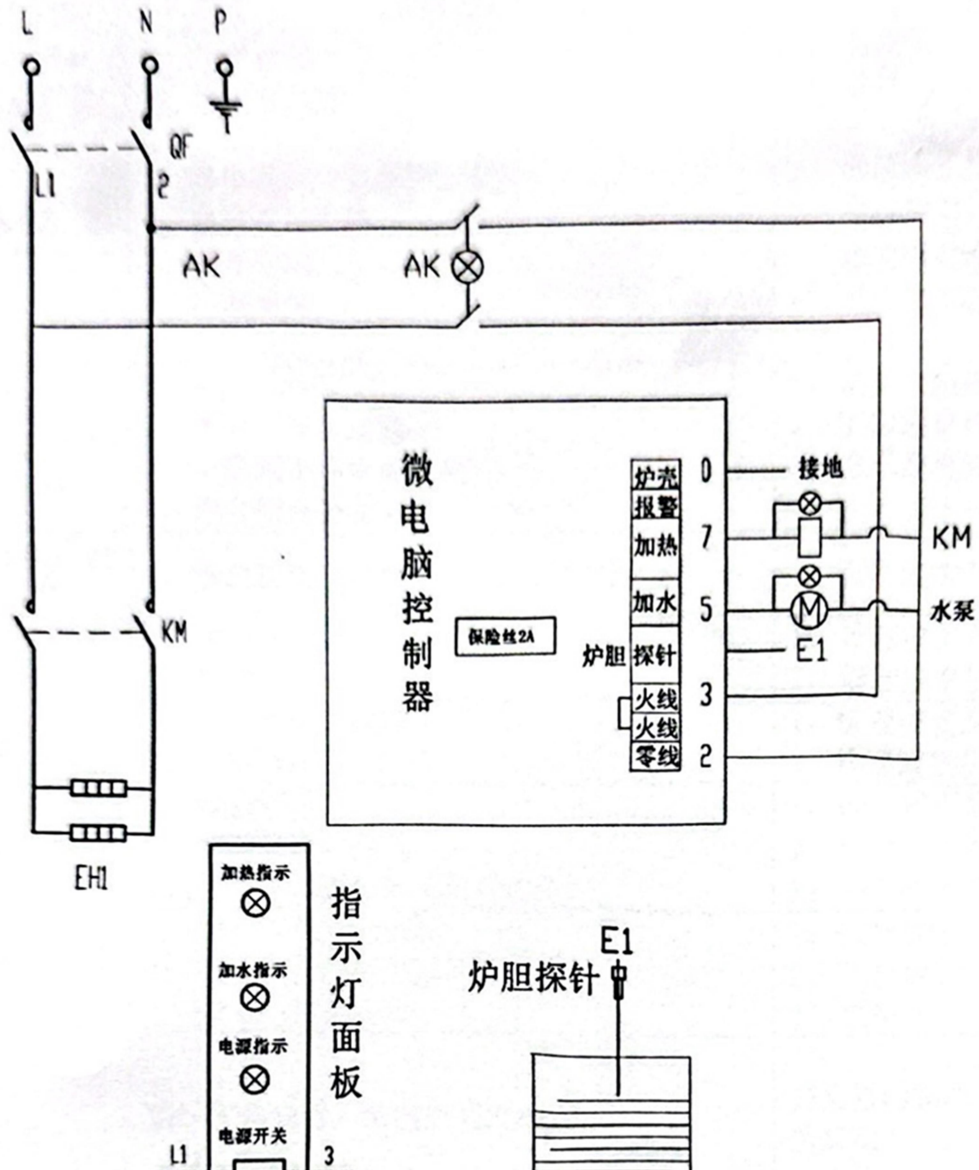 L N P
QF
L1 2
AK AK
微电脑控制器
保险丝2A
炉壳 0 接地
报警
加热 7 KM
加水 5 水泵
M
炉胆 探针 E1
火线 3
火线
零线 2
KM
EH1
加热指示
加水指示
电源指示
电源开关
L1 3
指示灯面板
E1
炉胆探针